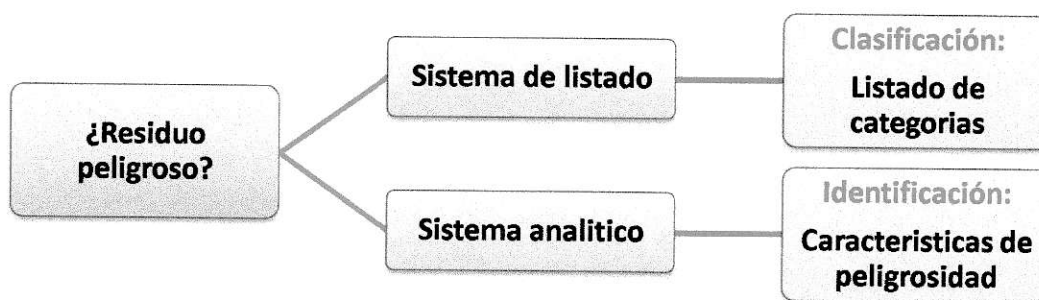 ¿Residuo
peligroso?
Sistema de listado
Clasificación:
Listado de
categorias
Sistema analitico
Identificación:
Caracteristicas de
peligrosidad